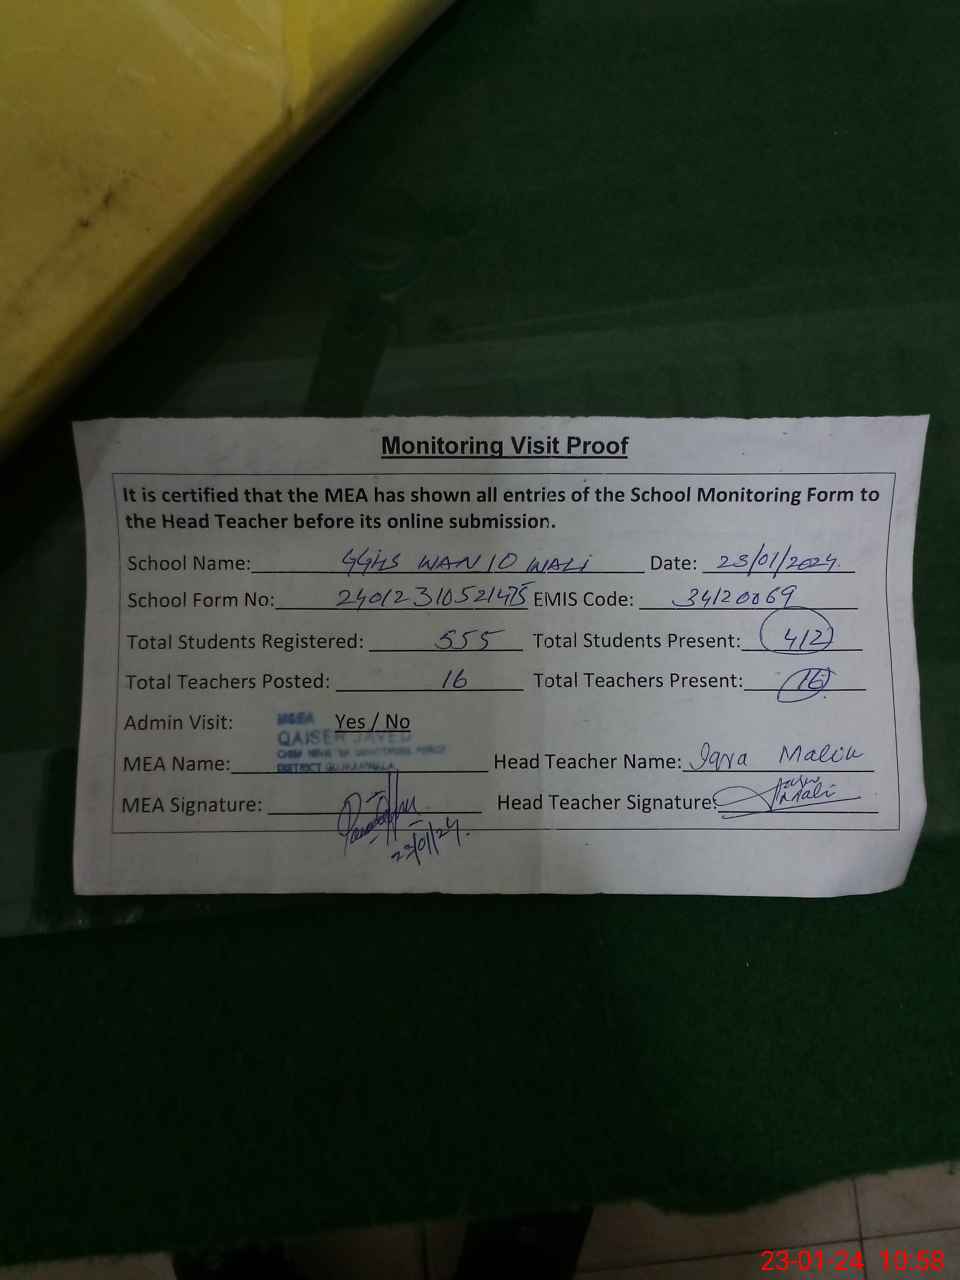 Monitoring Visit Proof
It is certified that the MEA has shown all entries of the School Monitoring Form to
the Head Teacher before its online submission.
School Name: GGHS WANIO WALi Date: 23/01/2024.
School Form No: 240123105214 EMIS Code: 34120069
Total Students Registered: 555 Total Students Present: 412
Total Teachers Posted: 16 Total Teachers Present: 16
Admin Visit: M&EA Yes / No
QAISER JAVED
MEA Name: DISTRICT GUJRANWALA Head Teacher Name: Iqra Malik
MEA Signature: Head Teacher Signature:
23/01/24.
23-01-24 10:58